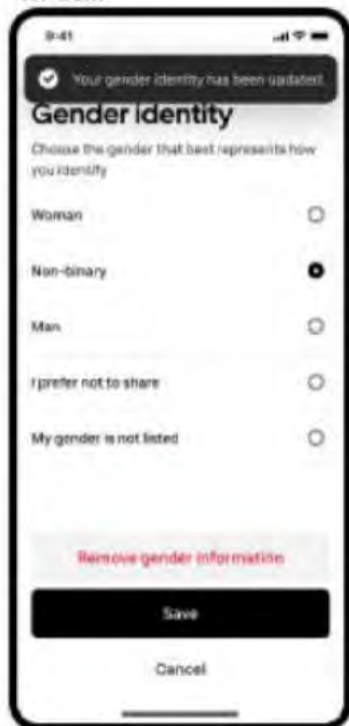 9:41
Your gender identity has been updated
Gender identity
Choose the gender that best represents how
you identify
Woman
Non-binary
Man
I prefer not to share
My gender is not listed
Remove gender information
Save
Cancel